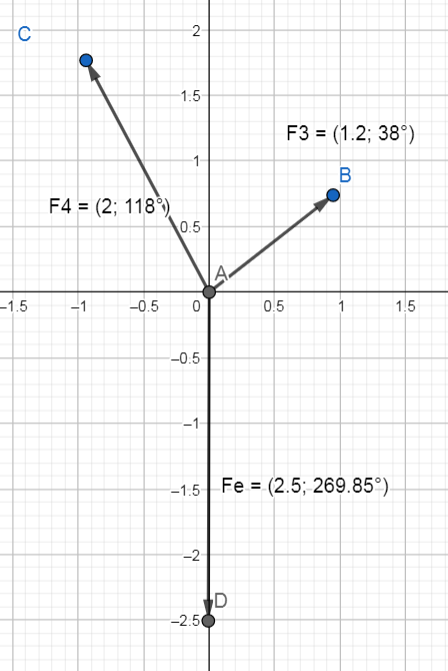 C
2
1.5
F3 = (1.2; 38°)
1
B
F4 = (2; 118°)
0.5
A
−1.5 −1 −0.5 0 0.5 1 1.5
−0.5
−1
Fe = (2.5; 269.85°)
−1.5
−2
D
−2.5